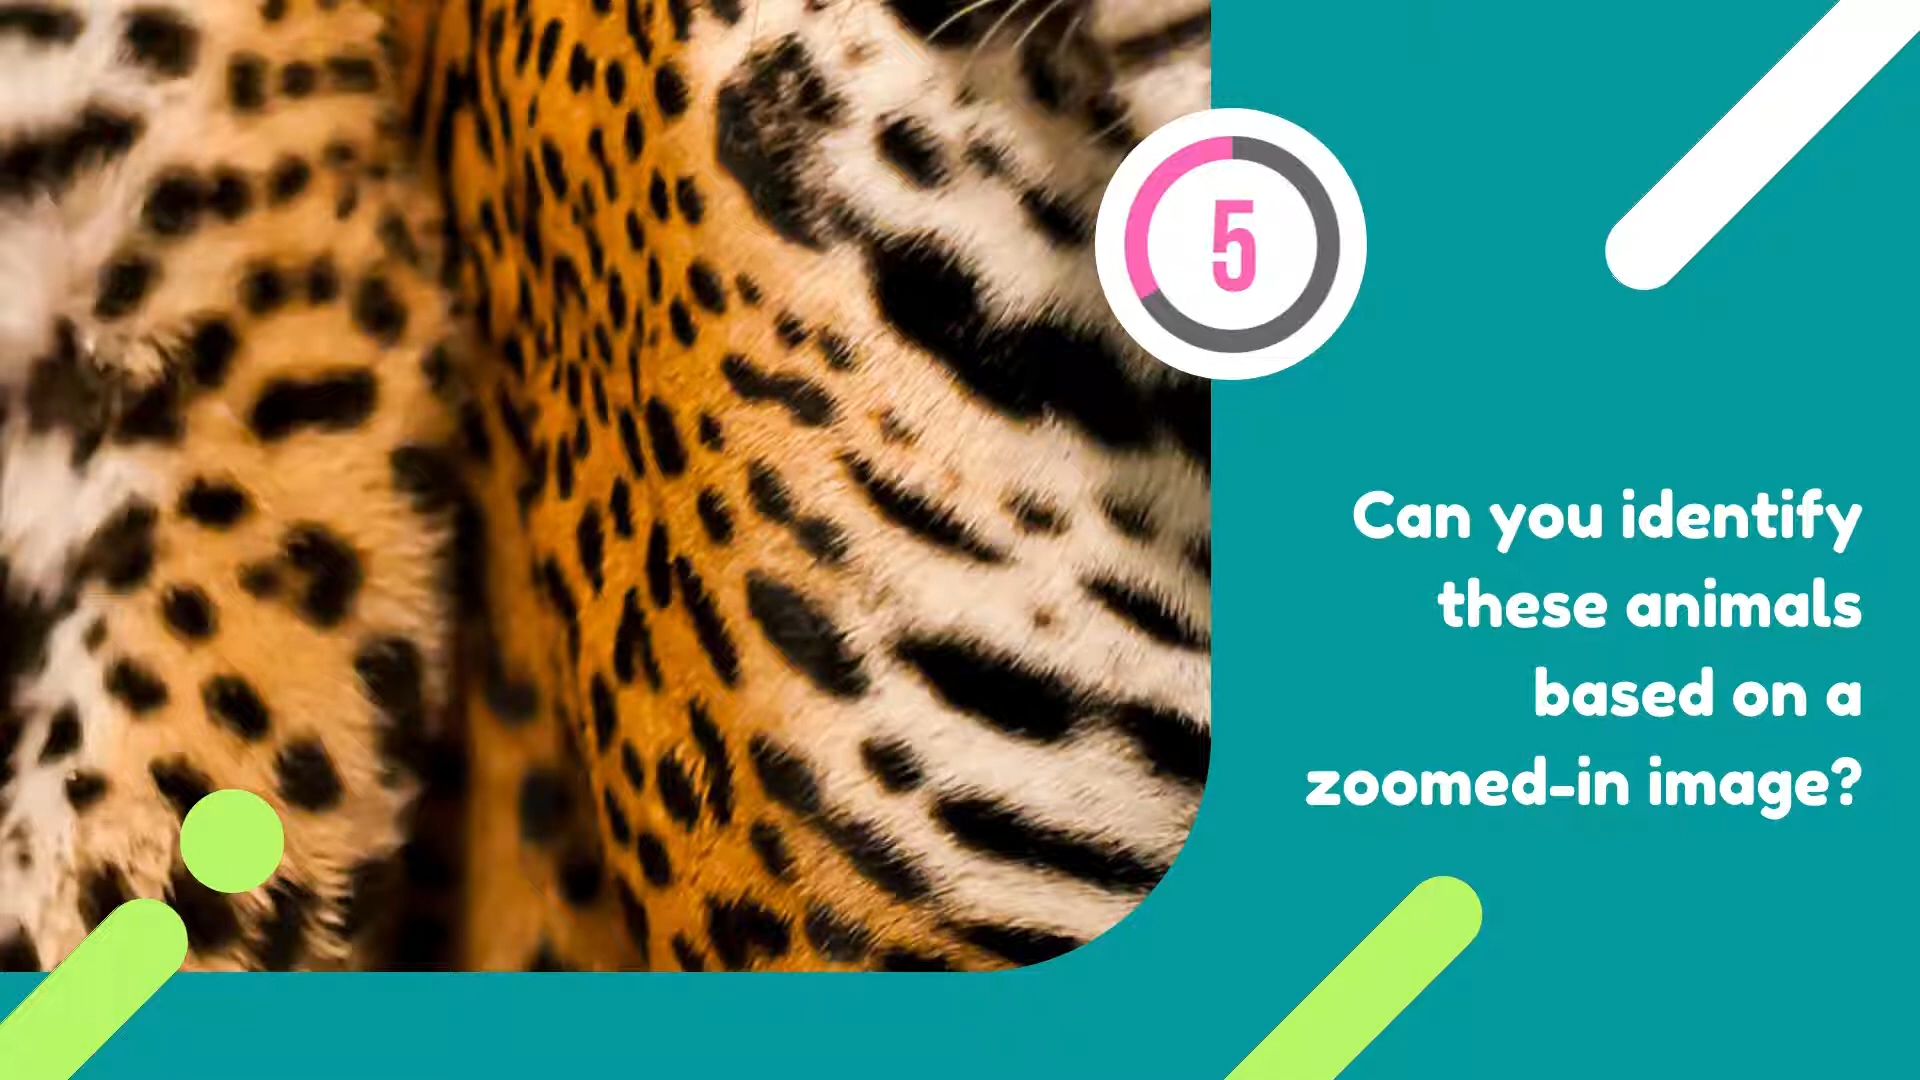 5
Can you identify
these animals
based on a
zoomed-in image?